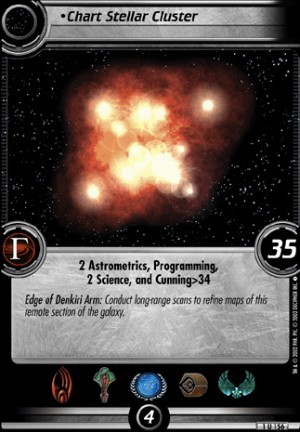 •Chart Stellar Cluster
Γ
35
2 Astrometrics, Programming,
2 Science, and Cunning>34
Edge of Denkiri Arm: Conduct long-range scans to refine maps of this
remote section of the galaxy.
4